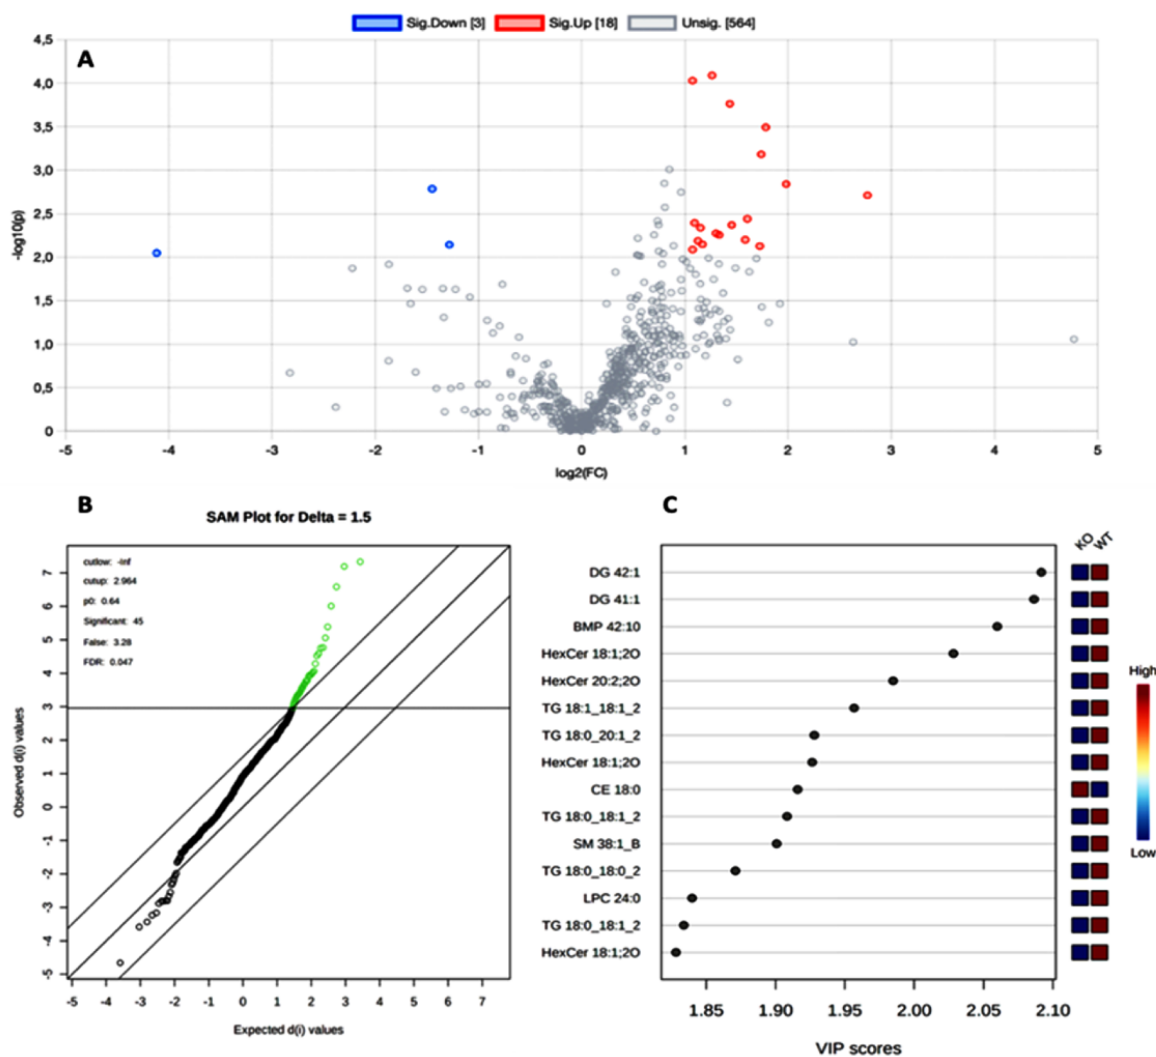 Sig.Down [3] Sig.Up [18] Unsig. [564]
A
4,5
4,0
3,5
3,0
2,5
2,0
1,5
1,0
0,5
0
-log10(p)
-5 -4 -3 -2 -1 0 1 2 3 4 5
log2(FC)
B
SAM Plot for Delta = 1.5
cutlow: -Inf
cutup: 2.964
p0: 0.64
Significant: 45
False: 3.28
FDR: 0.047
7
6
5
4
3
2
1
0
-1
-2
-3
-4
-5
Observed d(i) values
-5 -4 -3 -2 -1 0 1 2 3 4 5 6 7
Expected d(i) values
C
KO WT
DG 42:1
DG 41:1
BMP 42:10
HexCer 18:1;2O
HexCer 20:2;2O
TG 18:1_18:1_2
TG 18:0_20:1_2
HexCer 18:1;2O
CE 18:0
TG 18:0_18:1_2
SM 38:1_B
TG 18:0_18:0_2
LPC 24:0
TG 18:0_18:1_2
HexCer 18:1;2O
High
Low
1.85 1.90 1.95 2.00 2.05 2.10
VIP scores